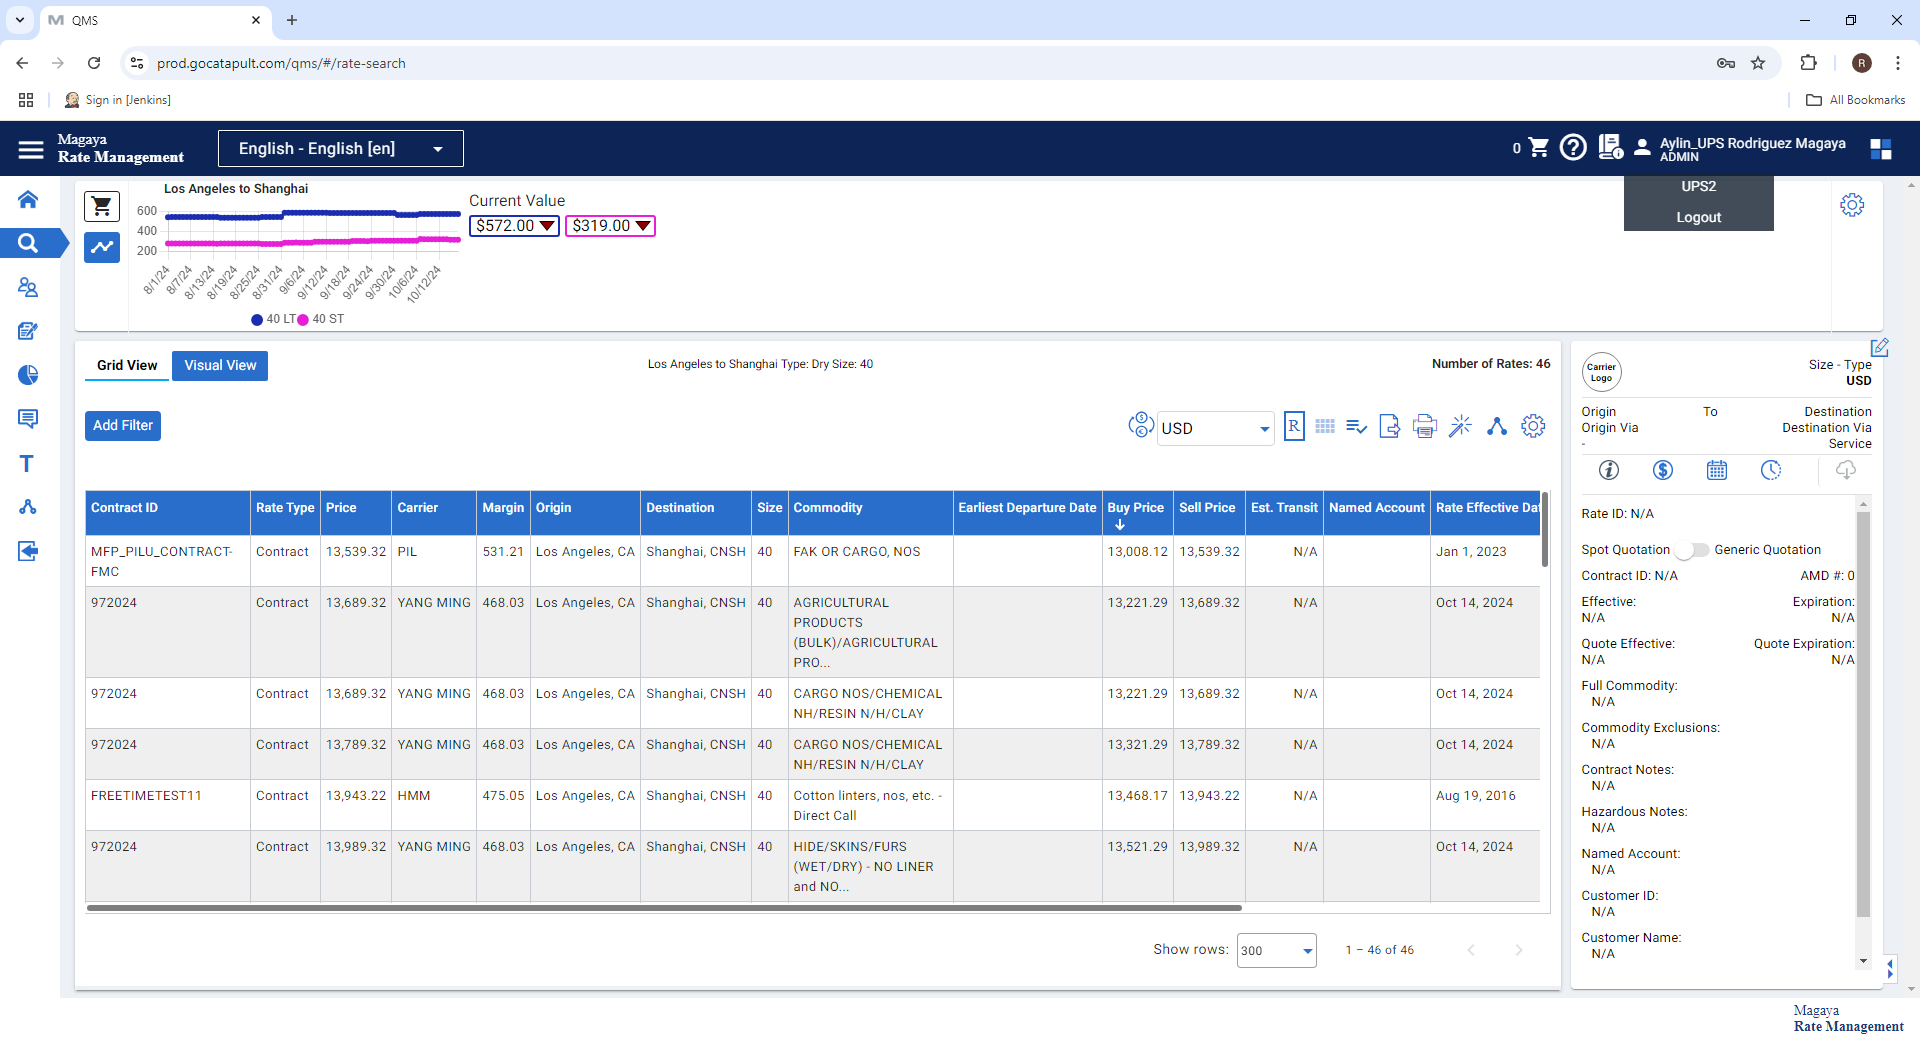 QMS
prod.gocatapult.com/qms/#/rate-search
R
Sign in [Jenkins]
All Bookmarks
Magaya
Rate Management
English - English [en]
0
Aylin_UPS Rodriguez Magaya
ADMIN
UPS2
Logout
Los Angeles to Shanghai
600
400
200
8/1/24
8/7/24
8/13/24
8/19/24
8/25/24
8/31/24
9/6/24
9/12/24
9/18/24
9/24/24
9/30/24
10/6/24
10/12/24
40 LT 40 ST
Current Value
$572.00 $319.00
Grid View
Visual View
Los Angeles to Shanghai Type: Dry Size: 40
Number of Rates: 46
Add Filter
USD
R
Contract ID Rate Type Price Carrier Margin Origin Destination Size Commodity Earliest Departure Date Buy Price Sell Price Est. Transit Named Account Rate Effective Dat
MFP_PILU_CONTRACT- Contract 13,539.32 PIL 531.21 Los Angeles, CA Shanghai, CNSH 40 FAK OR CARGO, NOS 13,008.12 13,539.32 N/A Jan 1, 2023
FMC
972024 Contract 13,689.32 YANG MING 468.03 Los Angeles, CA Shanghai, CNSH 40 AGRICULTURAL 13,221.29 13,689.32 N/A Oct 14, 2024
PRODUCTS
(BULK)/AGRICULTURAL
PRO...
972024 Contract 13,689.32 YANG MING 468.03 Los Angeles, CA Shanghai, CNSH 40 CARGO NOS/CHEMICAL 13,221.29 13,689.32 N/A Oct 14, 2024
NH/RESIN N/H/CLAY
972024 Contract 13,789.32 YANG MING 468.03 Los Angeles, CA Shanghai, CNSH 40 CARGO NOS/CHEMICAL 13,321.29 13,789.32 N/A Oct 14, 2024
NH/RESIN N/H/CLAY
FREETIMETEST11 Contract 13,943.22 HMM 475.05 Los Angeles, CA Shanghai, CNSH 40 Cotton linters, nos, etc. - 13,468.17 13,943.22 N/A Aug 19, 2016
Direct Call
972024 Contract 13,989.32 YANG MING 468.03 Los Angeles, CA Shanghai, CNSH 40 HIDE/SKINS/FURS 13,521.29 13,989.32 N/A Oct 14, 2024
(WET/DRY) - NO LINER
and NO...
Show rows: 300 1 – 46 of 46
Carrier
Logo
Size - Type
USD
Origin To Destination
Origin Via Destination Via
- Service
Rate ID: N/A
Spot Quotation Generic Quotation
Contract ID: N/A AMD #: 0
Effective: Expiration:
N/A N/A
Quote Effective: Quote Expiration:
N/A N/A
Full Commodity:
N/A
Commodity Exclusions:
N/A
Contract Notes:
N/A
Hazardous Notes:
N/A
Named Account:
N/A
Customer ID:
N/A
Customer Name:
N/A
Magaya
Rate Management